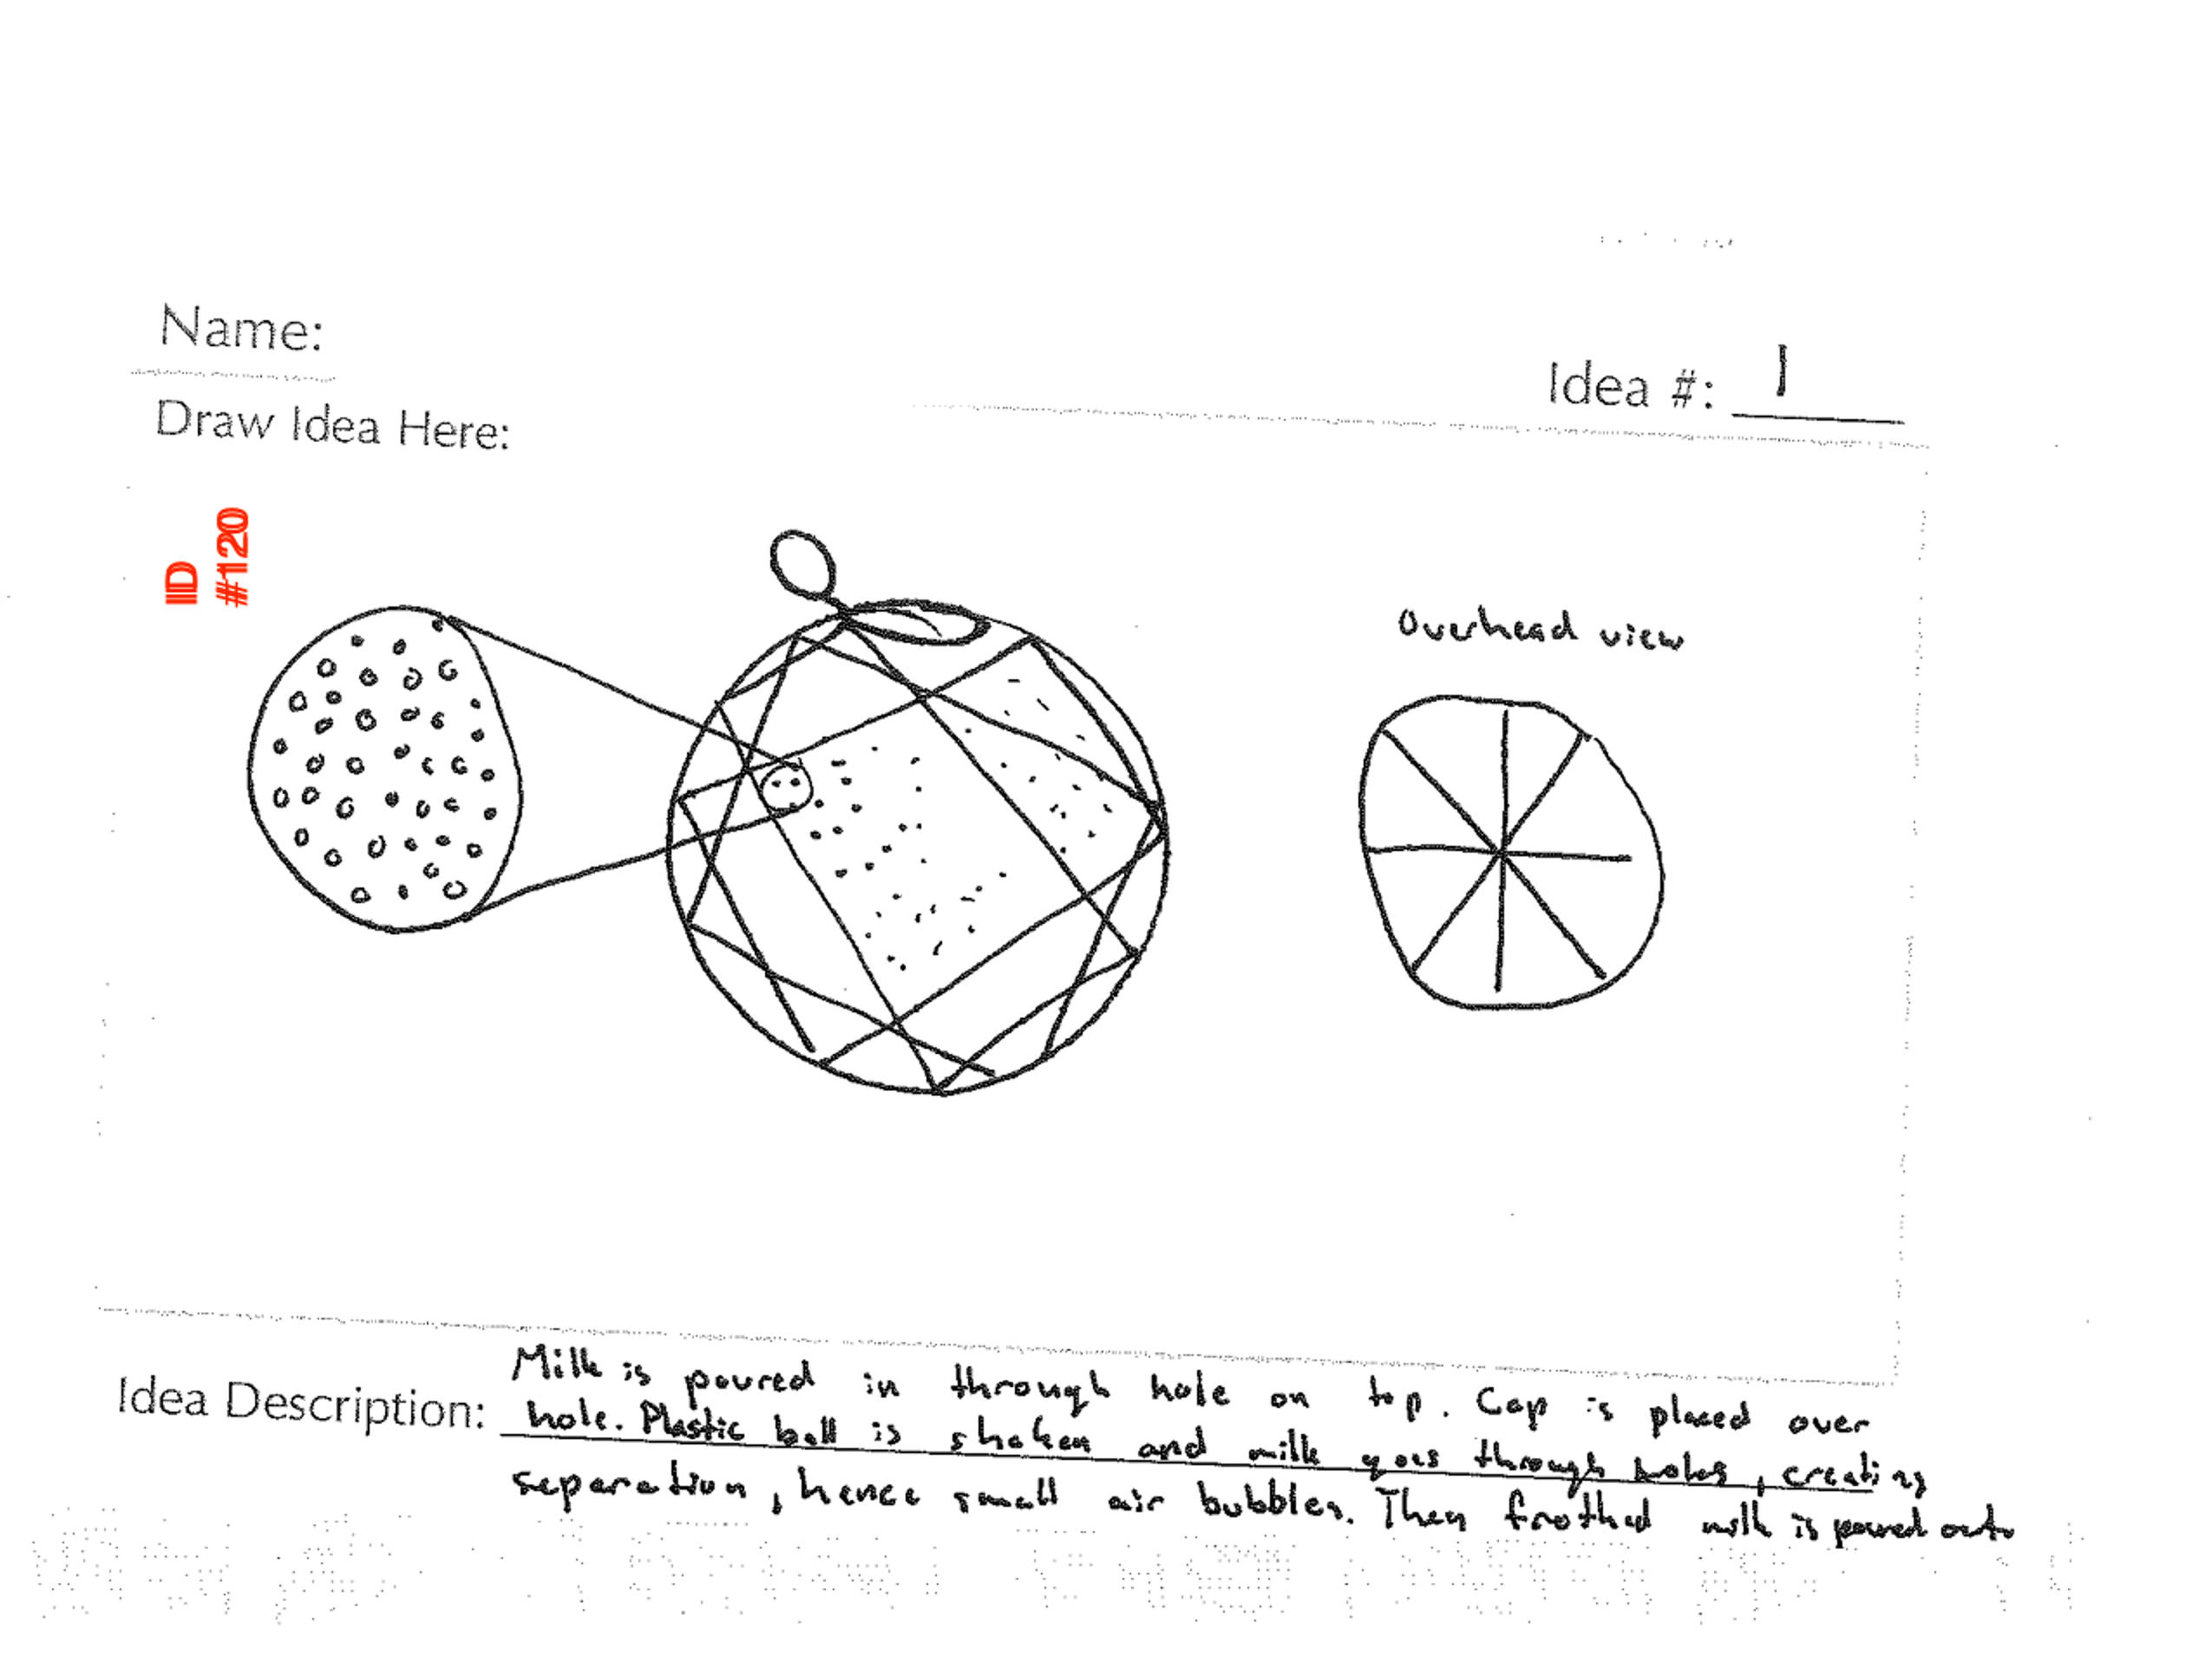 Name:
Idea #: 1
Draw Idea Here:
ID
#120
Overhead view
Milk is poured in through hole on top. Cap is placed over
Idea Description: hole. Plastic ball is shaken and milk goes through holes, creating
separation, hence small air bubbles. Then frothed milk is poured out